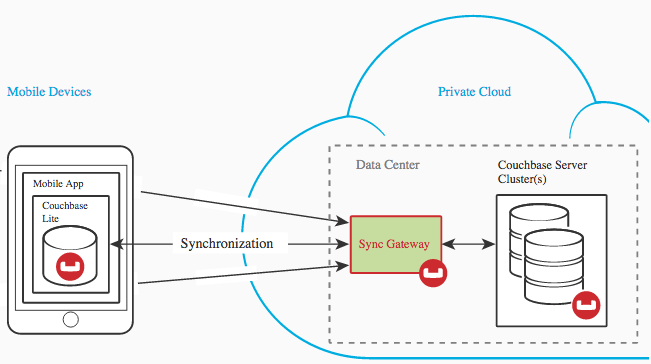 Mobile Devices
Private Cloud
Data Center
Couchbase Server
Cluster(s)
Mobile App
Couchbase
Lite
Synchronization
Sync Gateway